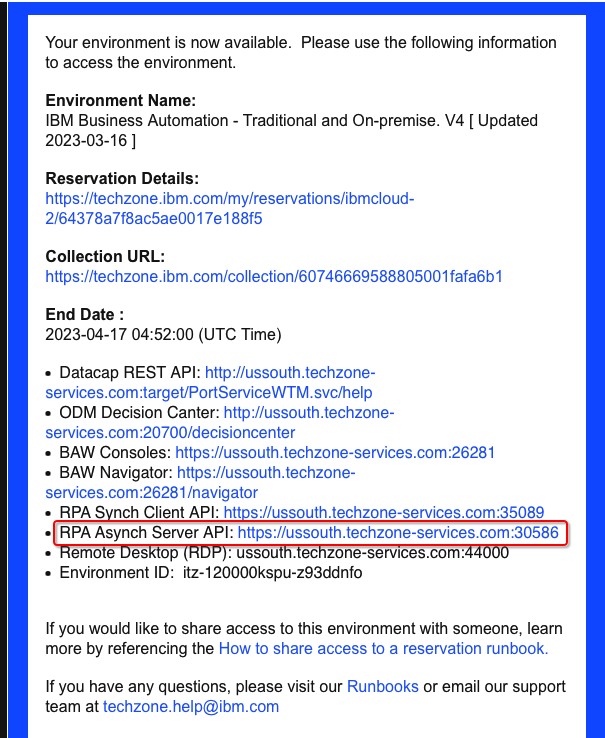 Your environment is now available.  Please use the following information
to access the environment.
Environment Name:
IBM Business Automation - Traditional and On-premise. V4 [ Updated
2023-03-16 ]
Reservation Details:
https://techzone.ibm.com/my/reservations/ibmcloud-
2/64378a7f8ac5ae0017e188f5
Collection URL:
https://techzone.ibm.com/collection/60746669588805001fafa6b1
End Date :
2023-04-17 04:52:00 (UTC Time)
• Datacap REST API: http://ussouth.techzone-
services.com:target/PortServiceWTM.svc/help
• ODM Decision Canter: http://ussouth.techzone-
services.com:20700/decisioncenter
• BAW Consoles: https://ussouth.techzone-services.com:26281
• BAW Navigator: https://ussouth.techzone-
services.com:26281/navigator
• RPA Synch Client API: https://ussouth.techzone-services.com:35089
• RPA Asynch Server API: https://ussouth.techzone-services.com:30586
• Remote Desktop (RDP): ussouth.techzone-services.com:44000
• Environment ID:  itz-120000kspu-z93ddnfo
If you would like to share access to this environment with someone, learn
more by referencing the How to share access to a reservation runbook.
If you have any questions, please visit our Runbooks or email our support
team at techzone.help@ibm.com